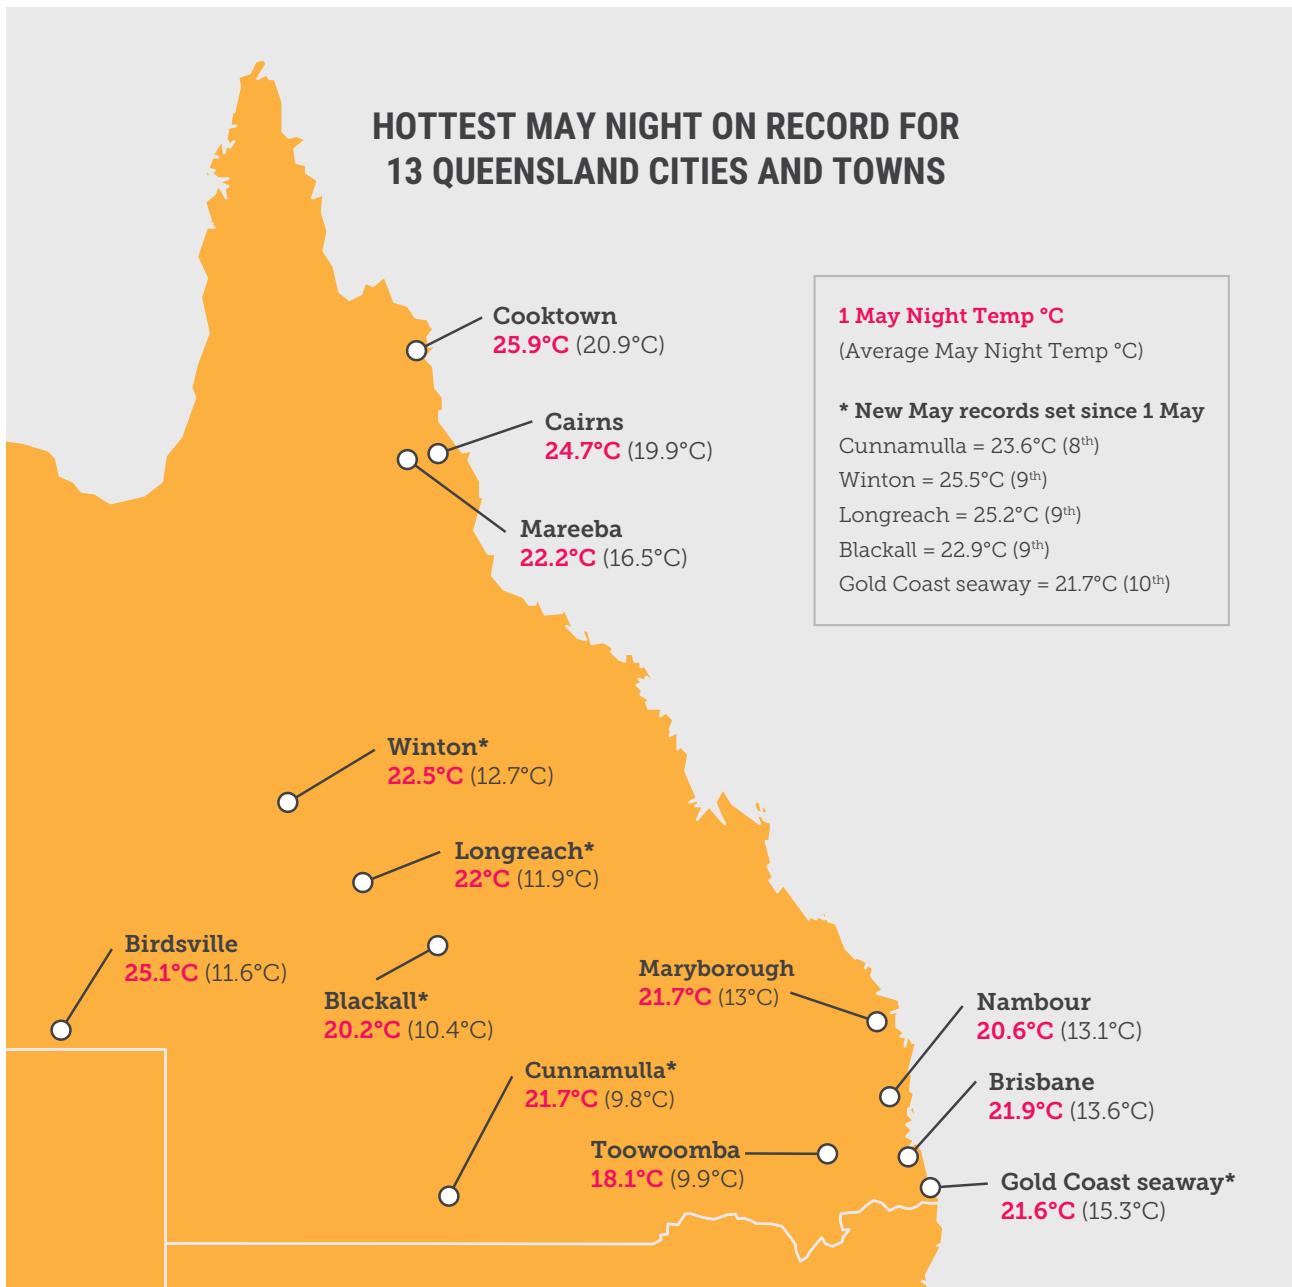 HOTTEST MAY NIGHT ON RECORD FOR
13 QUEENSLAND CITIES AND TOWNS
1 May Night Temp °C
(Average May Night Temp °C)
* New May records set since 1 May
Cunnamulla = 23.6°C (8th)
Winton = 25.5°C (9th)
Longreach = 25.2°C (9th)
Blackall = 22.9°C (9th)
Gold Coast seaway = 21.7°C (10th)
Cooktown
25.9°C (20.9°C)
Cairns
24.7°C (19.9°C)
Mareeba
22.2°C (16.5°C)
Winton*
22.5°C (12.7°C)
Longreach*
22°C (11.9°C)
Birdsville
25.1°C (11.6°C)
Blackall*
20.2°C (10.4°C)
Maryborough
21.7°C (13°C)
Nambour
20.6°C (13.1°C)
Cunnamulla*
21.7°C (9.8°C)
Brisbane
21.9°C (13.6°C)
Toowoomba
18.1°C (9.9°C)
Gold Coast seaway*
21.6°C (15.3°C)